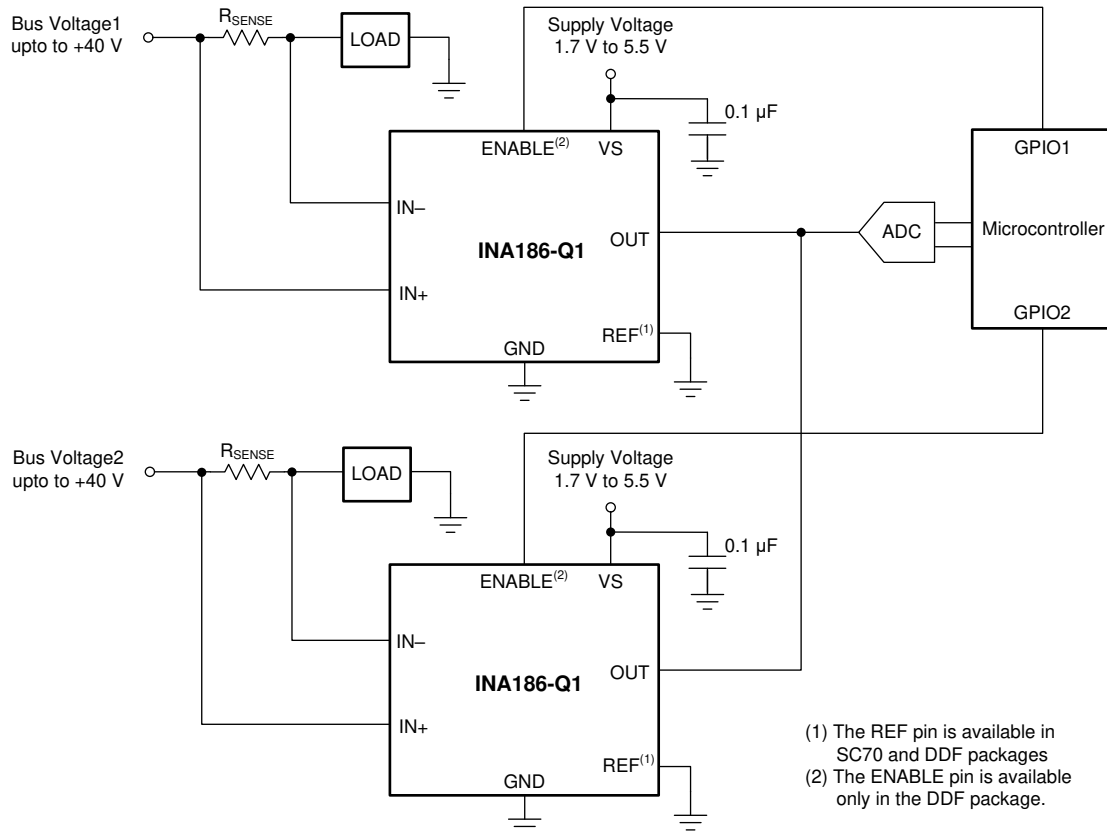 Bus Voltage1
upto to +40 V
RSENSE
LOAD
Supply Voltage
1.7 V to 5.5 V
0.1 µF
ENABLE(2)
VS
IN–
IN+
INA186-Q1
OUT
REF(1)
GND
ADC
GPIO1
Microcontroller
GPIO2
Bus Voltage2
upto to +40 V
RSENSE
LOAD
Supply Voltage
1.7 V to 5.5 V
0.1 µF
ENABLE(2)
VS
IN–
IN+
INA186-Q1
OUT
REF(1)
GND
(1) The REF pin is available in
SC70 and DDF packages
(2) The ENABLE pin is available
only in the DDF package.